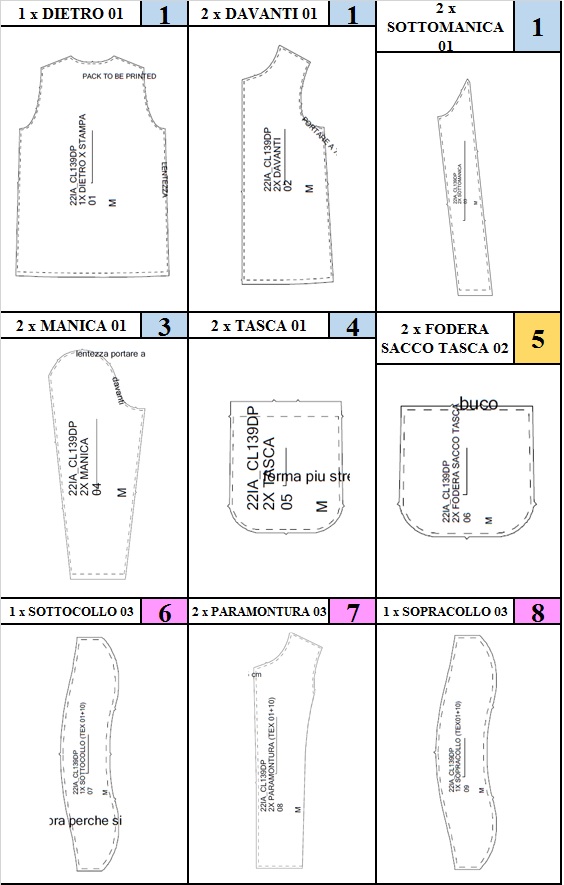 1 x DIETRO 01
1
2 x DAVANTI 01
1
2 x
SOTTOMANICA
01
1
PACK TO BE PRINTED
22IA_CL139DP
1X DIETRO X STAMPA
01
M
LENTEZZA
22IA_CL139DP
2X DAVANTI
02
M
PORTARE A
22IA_CL139DP
2X SOTTOMANICA
03
M
2 x MANICA 01
3
2 x TASCA 01
4
2 x FODERA
SACCO TASCA 02
5
lentezza portare a
davanti
22IA_CL139DP
2X MANICA
04
M
22IA_CL139DP
2X TASCA
05
M
forma piu stre
buco
22IA_CL139DP
2X FODERA SACCO TASCA
06
M
1 x SOTTOCOLLO 03
6
2 x PARAMONTURA 03
7
1 x SOPRACOLLO 03
8
22IA_CL139DP
1X SOTTOCOLLO (TEX 01+10)
07
M
ora perche si
cm
22IA_CL139DP
2X PARAMONTURA (TEX 01+10)
08
M
22IA_CL139DP
1X SOPRACOLLO (TEX01+10)
09
M